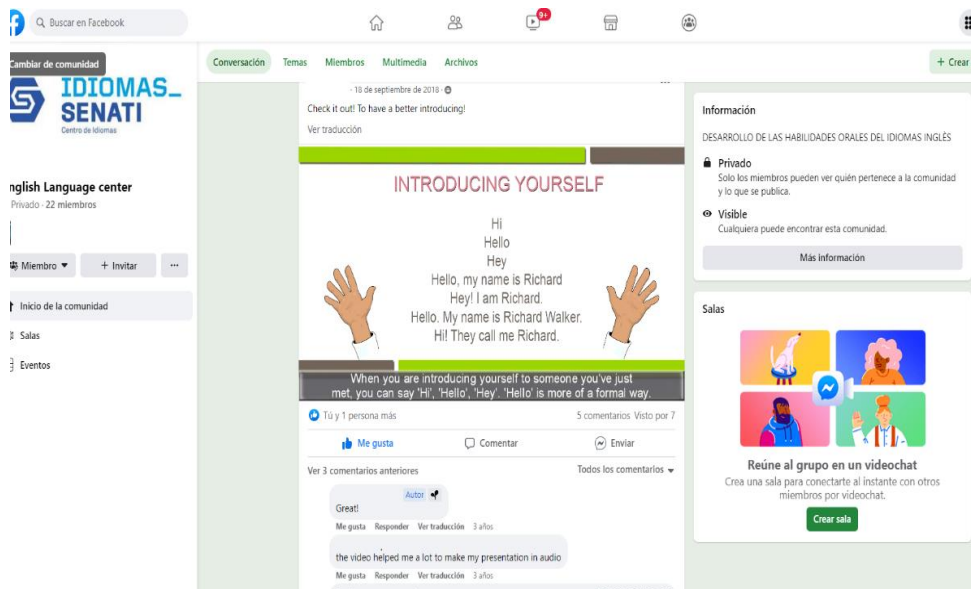 Buscar en Facebook
9+
Cambiar de comunidad
IDIOMAS_
SENATI
Centro de Idiomas
nglish Language center
Privado · 22 miembros
Miembro
+ Invitar
...
Inicio de la comunidad
Salas
Eventos
Conversación Temas Miembros Multimedia Archivos
+ Crear
· 18 de septiembre de 2018 ·
Check it out! To have a better introducing!
Ver traducción
INTRODUCING YOURSELF
Hi
Hello
Hey
Hello, my name is Richard
Hey! I am Richard.
Hello. My name is Richard Walker.
Hi! They call me Richard.
When you are introducing yourself to someone you've just
met, you can say 'Hi', 'Hello', 'Hey'. 'Hello' is more of a formal way.
Tú y 1 persona más
5 comentarios Visto por 7
Me gusta
Comentar
Enviar
Ver 3 comentarios anteriores
Todos los comentarios
Autor
Great!
Me gusta Responder Ver traducción 3 años
the video helped me a lot to make my presentation in audio
Me gusta Responder Ver traducción 3 años
Información
DESARROLLO DE LAS HABILIDADES ORALES DEL IDIOMAS INGLÉS
Privado
Solo los miembros pueden ver quién pertenece a la comunidad
y lo que se publica.
Visible
Cualquiera puede encontrar esta comunidad.
Más información
Salas
Reúne al grupo en un videochat
Crea una sala para conectarte al instante con otros
miembros por videochat.
Crear sala